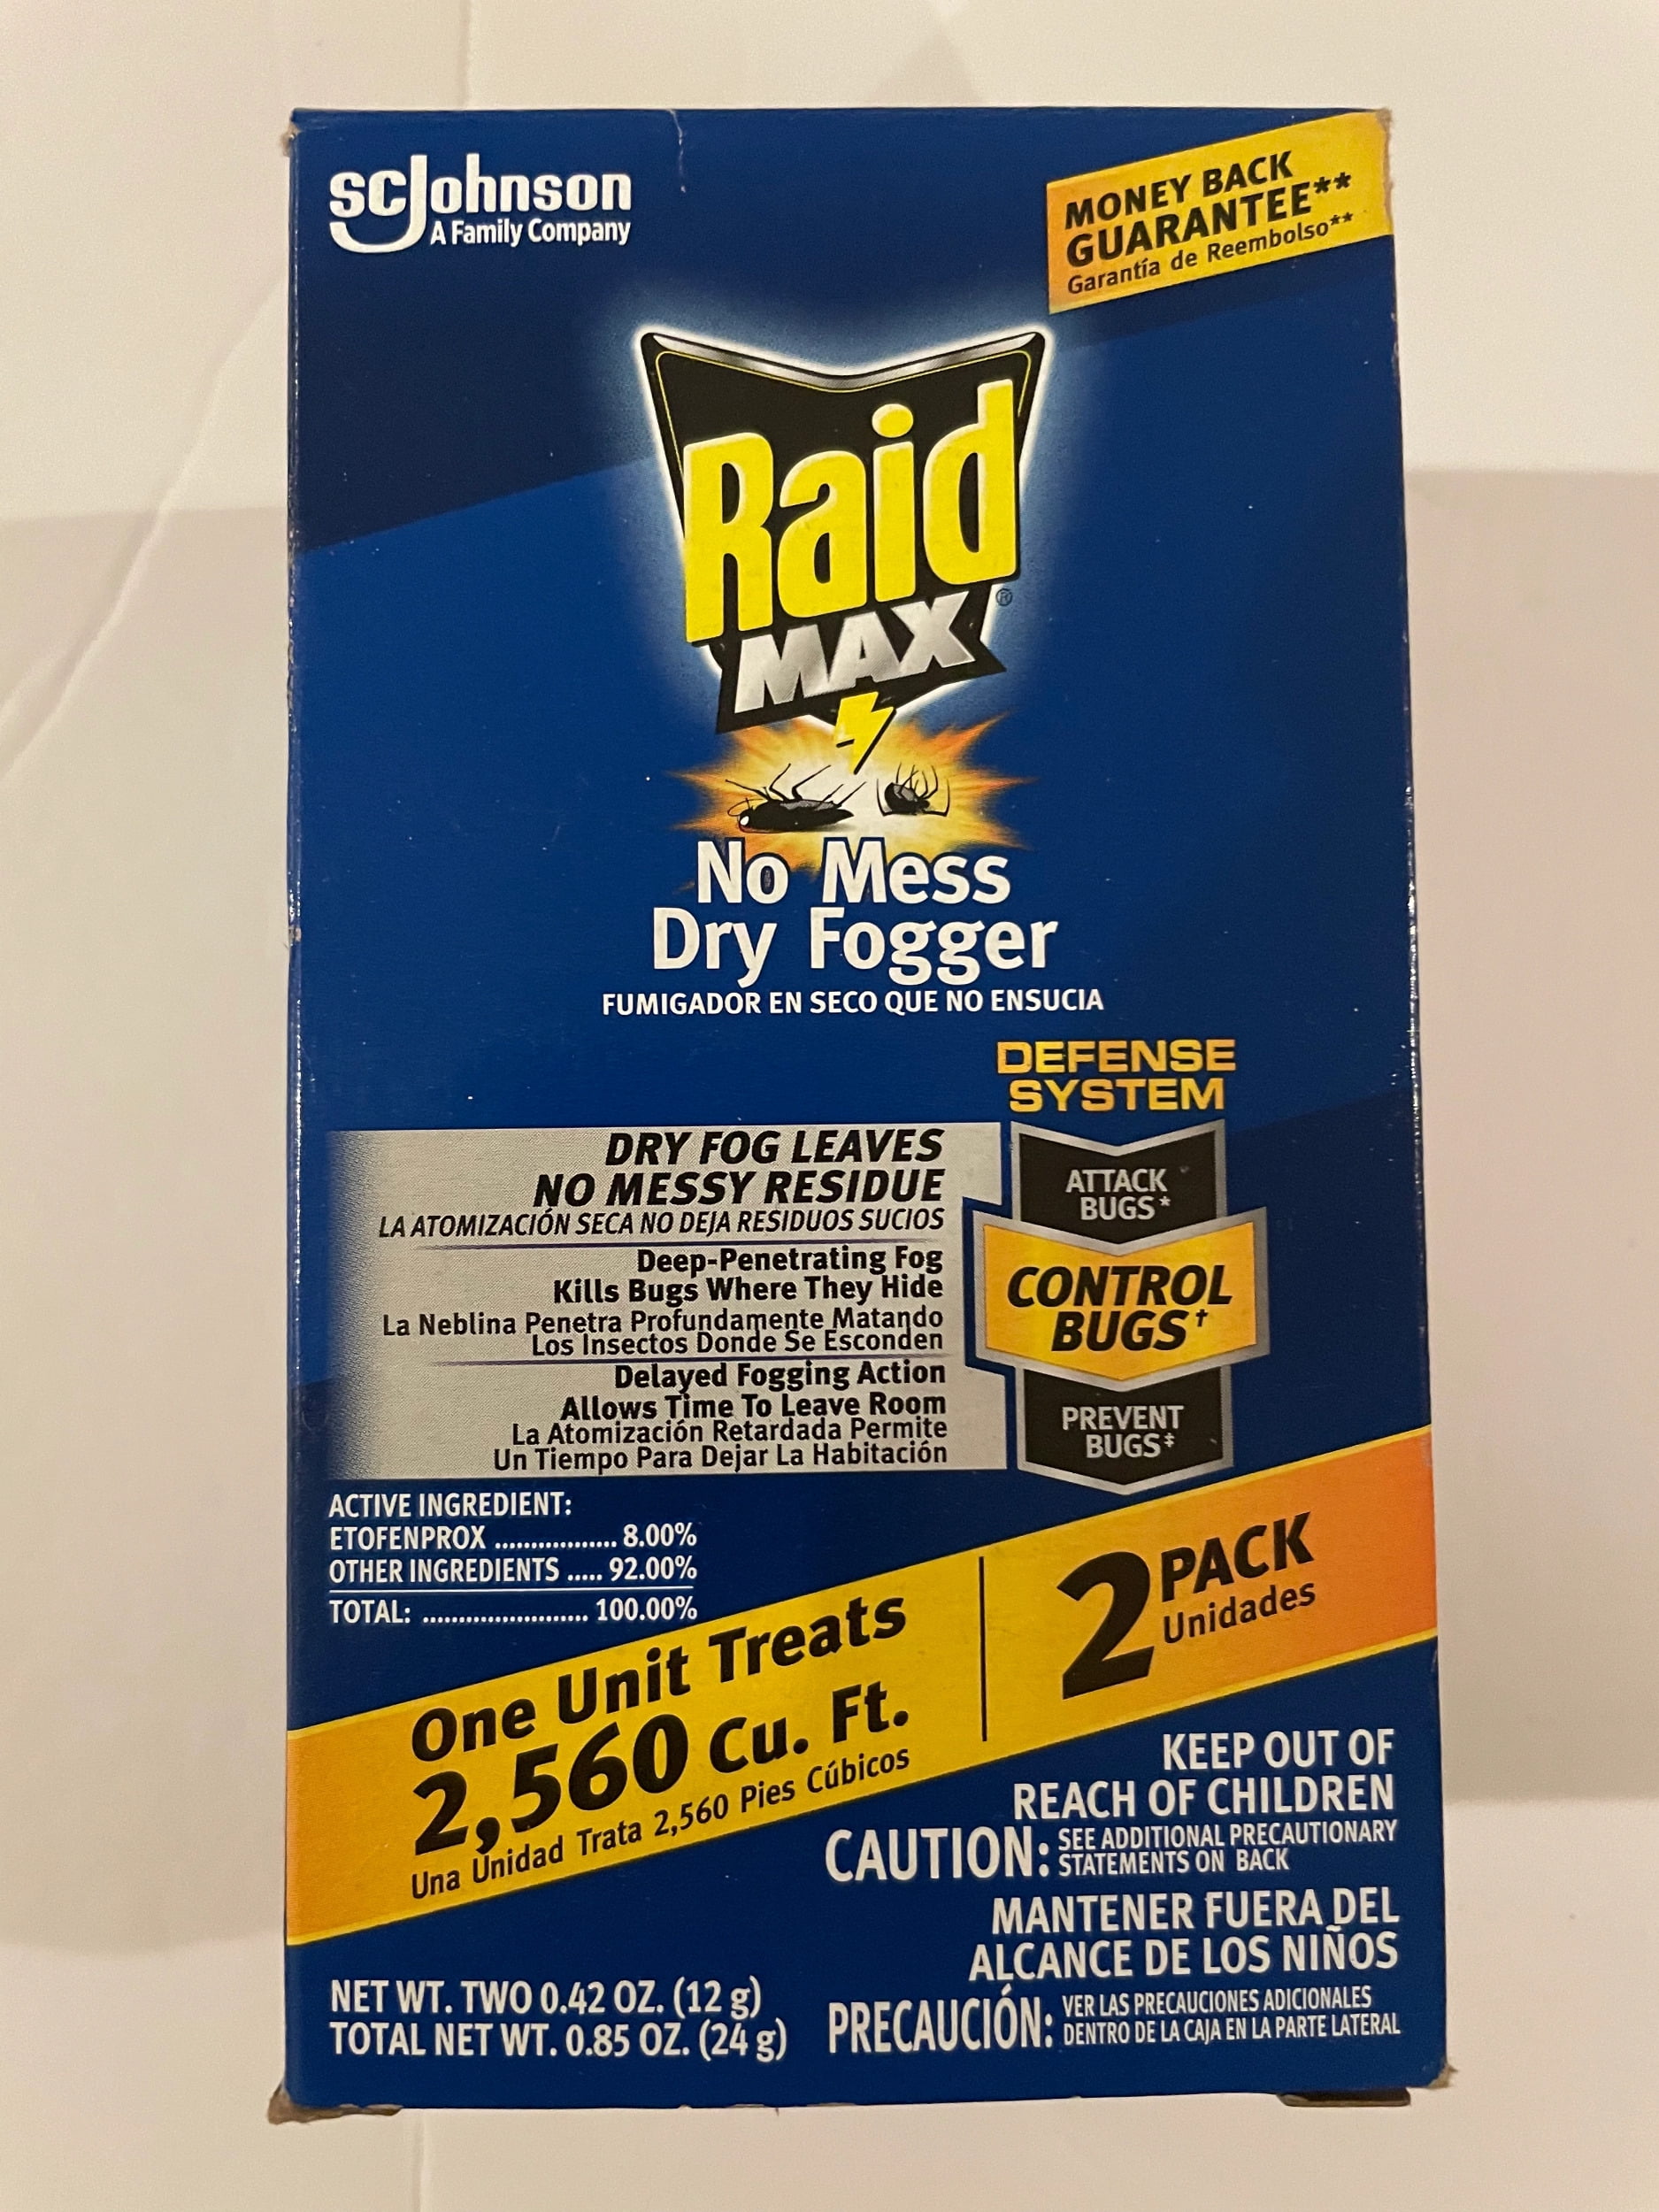 scJohnson
A Family Company
MONEY BACK
GUARANTEE**
Garantía de Reembolso**
Raid
MAX®
No Mess
Dry Fogger
FUMIGADOR EN SECO QUE NO ENSUCIA
DEFENSE
SYSTEM
DRY FOG LEAVES
NO MESSY RESIDUE
LA ATOMIZACIÓN SECA NO DEJA RESIDUOS SUCIOS
Deep-Penetrating Fog
Kills Bugs Where They Hide
La Neblina Penetra Profundamente Matando
Los Insectos Donde Se Esconden
Delayed Fogging Action
Allows Time To Leave Room
La Atomización Retardada Permite
Un Tiempo Para Dejar La Habitación
ATTACK
BUGS*
CONTROL
BUGS†
PREVENT
BUGS‡
ACTIVE INGREDIENT:
ETOFENPROX .................. 8.00%
OTHER INGREDIENTS ..... 92.00%
TOTAL: ........................ 100.00%
One Unit Treats
2,560 Cu. Ft.
Una Unidad Trata 2,560 Pies Cúbicos
2 PACK
Unidades
KEEP OUT OF
REACH OF CHILDREN
CAUTION: SEE ADDITIONAL PRECAUTIONARY
STATEMENTS ON BACK
MANTENER FUERA DEL
ALCANCE DE LOS NIÑOS
PRECAUCIÓN: VER LAS PRECAUCIONES ADICIONALES
DENTRO DE LA CAJA EN LA PARTE LATERAL
NET WT. TWO 0.42 OZ. (12 g)
TOTAL NET WT. 0.85 OZ. (24 g)